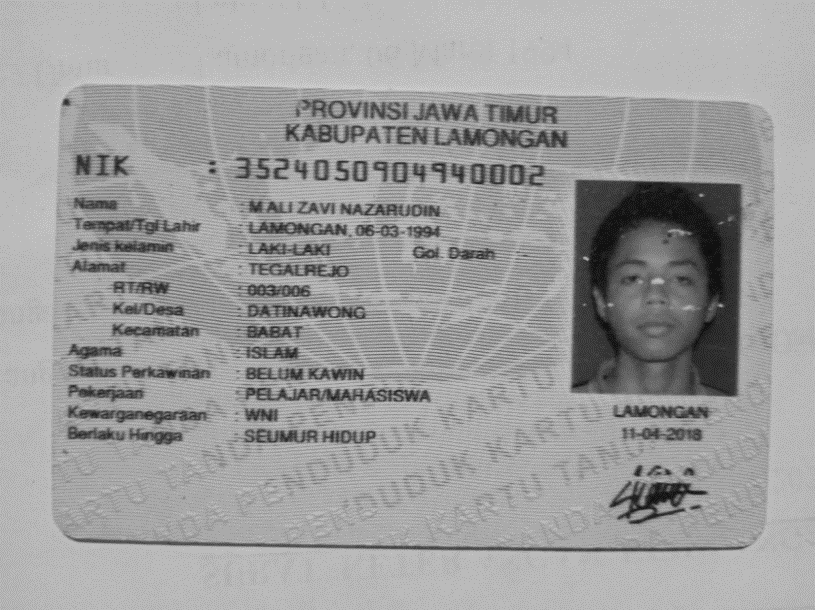 PROVINSI JAWA TIMUR
KABUPATEN LAMONGAN
NIK : 3524050904940002
Nama : M ALI ZAVI NAZARUDIN
Tempat/Tgl Lahir : LAMONGAN, 06-03-1994
Jenis kelamin : LAKI-LAKI Gol. Darah : -
Alamat : TEGALREJO
RT/RW : 003/006
Kel/Desa : DATINAWONG
Kecamatan : BABAT
Agama : ISLAM
Status Perkawinan : BELUM KAWIN
Pekerjaan : PELAJAR/MAHASISWA
Kewarganegaraan : WNI
Berlaku Hingga : SEUMUR HIDUP
LAMONGAN
11-04-2018